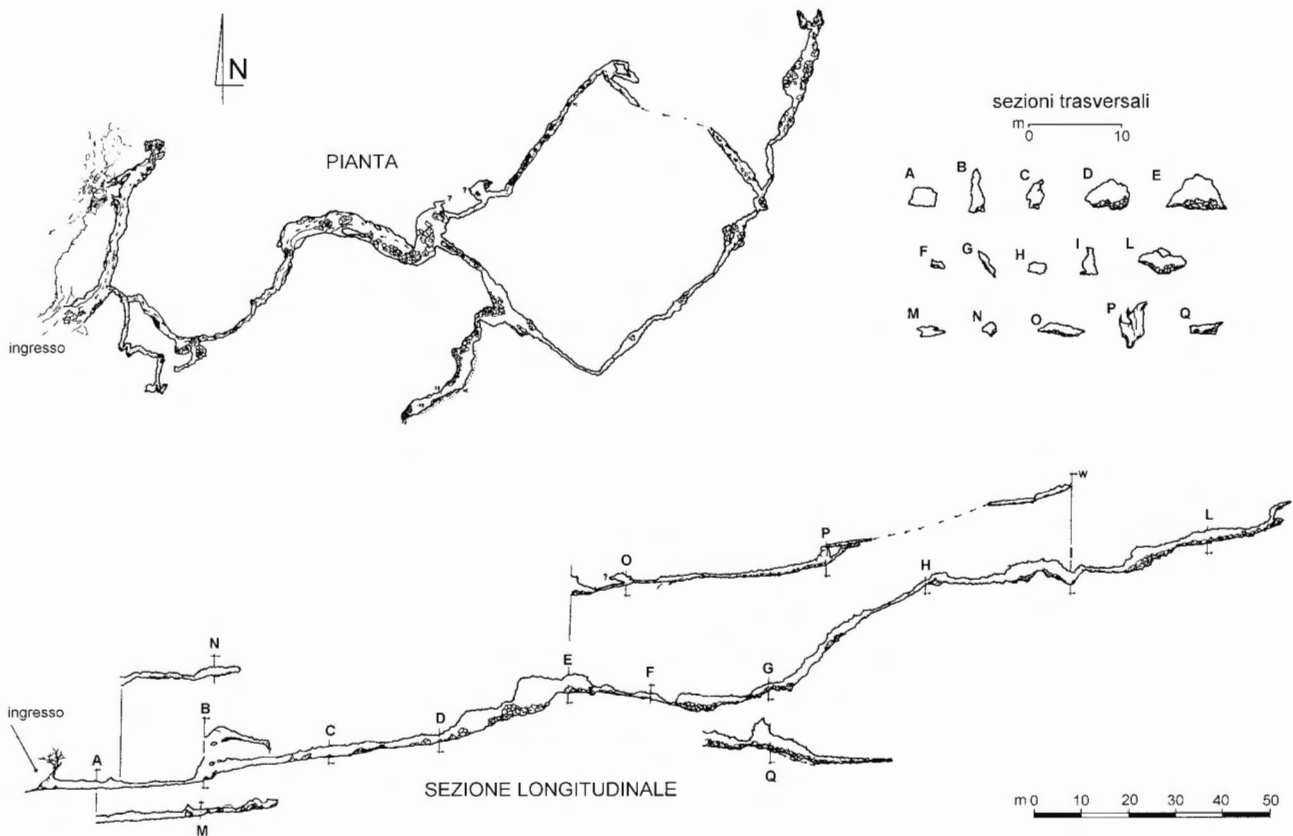 N
PIANTA
ingresso
? ?
sezioni trasversali
m 0 10
A B C D E
F G H I L
M N O P Q
W
L
P
O
?
H
N
E
F
G
ingresso
B
A
C
D
Q
SEZIONE LONGITUDINALE
M
m 0 10 20 30 40 50